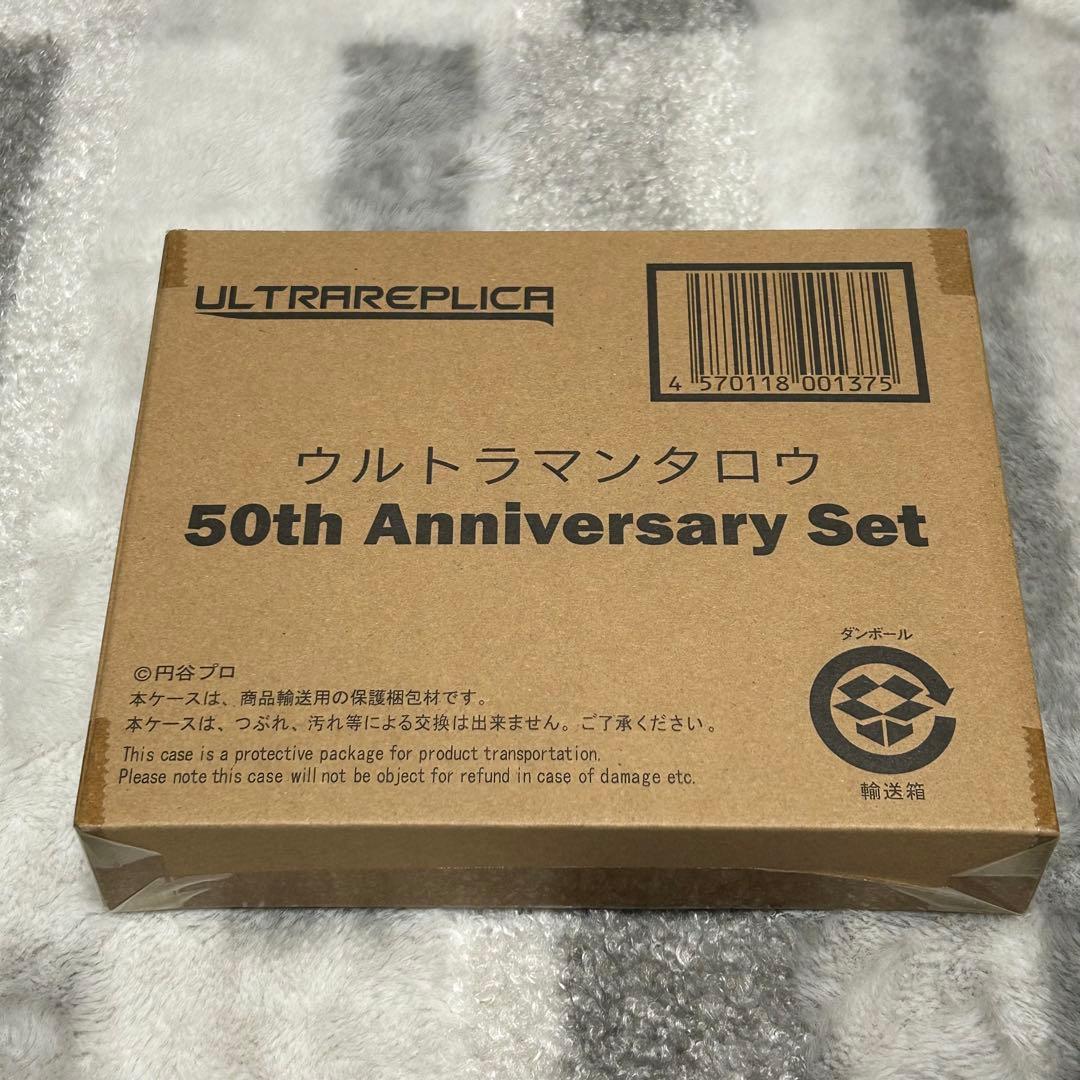 ULTRAREPLICA
4 570118 001375
ウルトラマンタロウ
50th Anniversary Set
ダンボール
輸送箱
©円谷プロ
本ケースは、商品輸送用の保護梱包材です。
本ケースは、つぶれ、汚れ等による交換は出来ません。ご了承ください。
This case is a protective package for product transportation.
Please note this case will not be object for refund in case of damage etc.